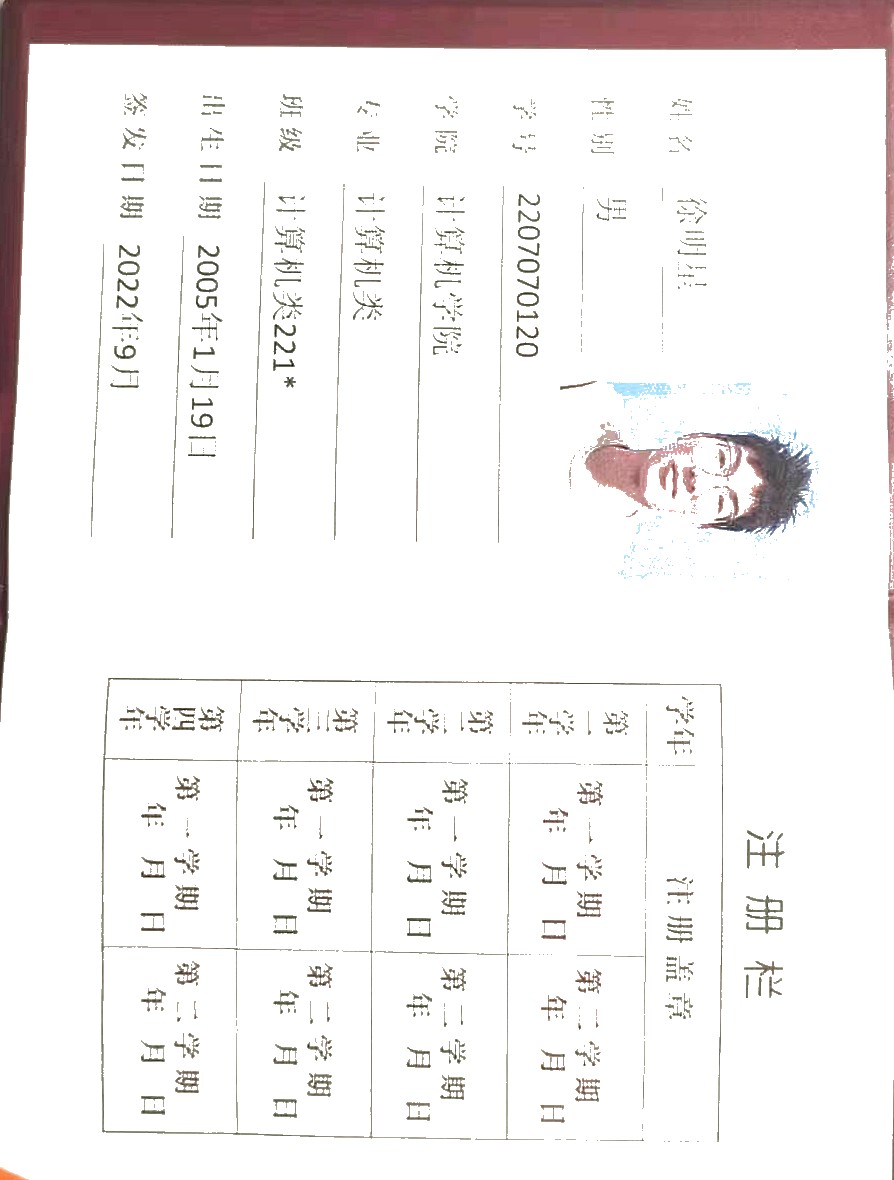 姓名 徐明星
性别 男
学号 2207070120
学院 计算机学院
专业 计算机类
班级 计算机类221*
出生日期 2005年1月19日
签发日期 2022年9月
注册栏
学年 注册盖章
第一学年 第一学期 年 月 日 第二学期 年 月 日
第二学年 第一学期 年 月 日 第二学期 年 月 日
第三学年 第一学期 年 月 日 第二学期 年 月 日
第四学年 第一学期 年 月 日 第二学期 年 月 日